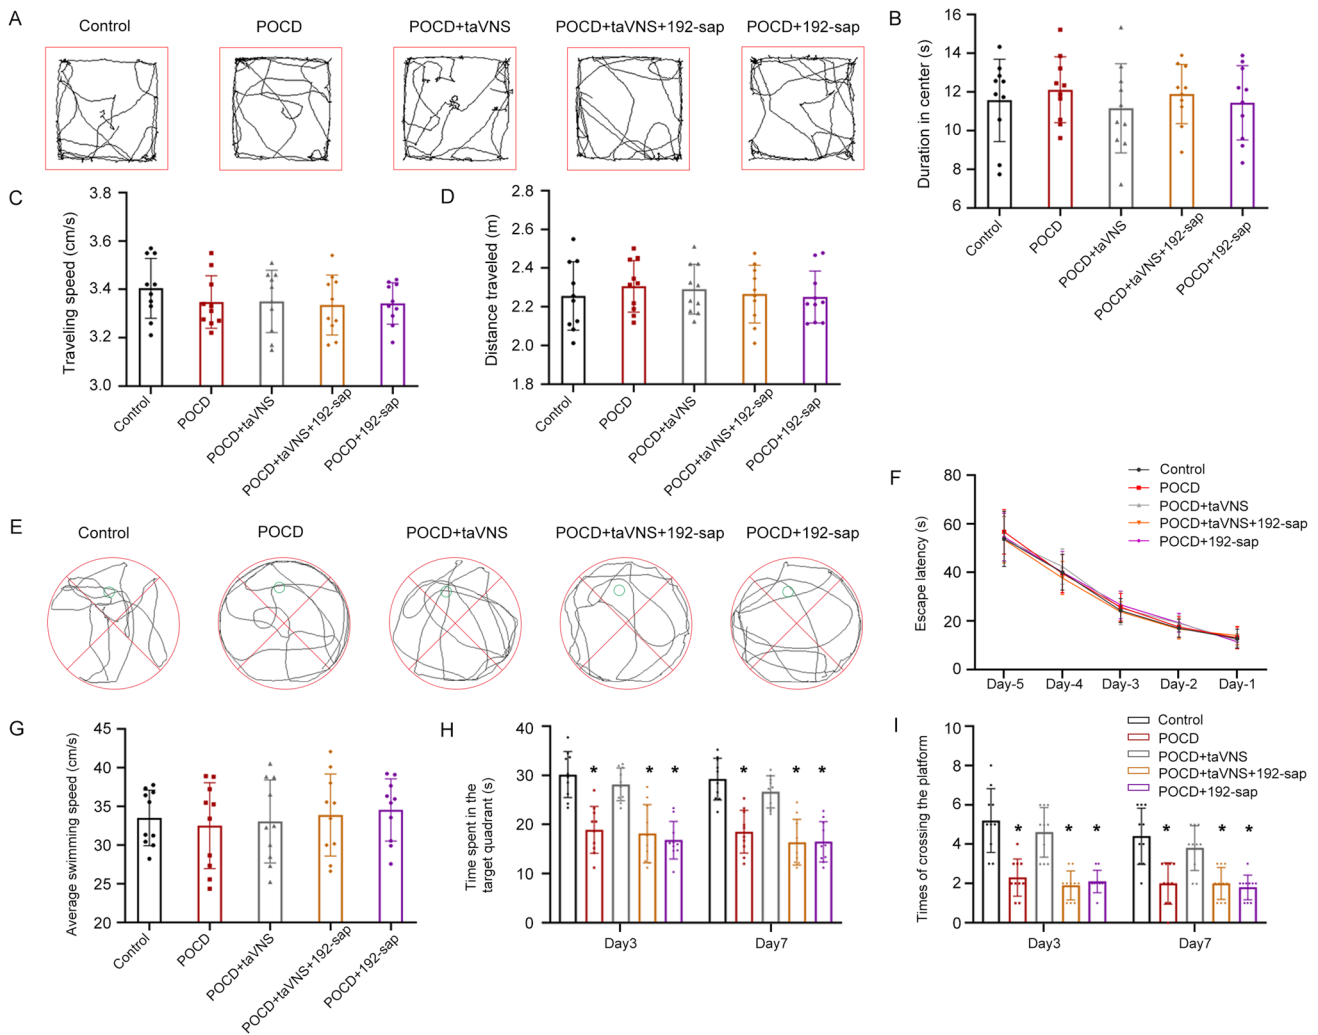 A
Control
POCD
POCD+taVNS
POCD+taVNS+192-sap
POCD+192-sap
B
Duration in center (s)
16
14
12
10
8
6
Control
POCD
POCD+taVNS
POCD+taVNS+192-sap
POCD+192-sap
C
Traveling speed (cm/s)
3.8
3.6
3.4
3.2
3.0
Control
POCD
POCD+taVNS
POCD+taVNS+192-sap
POCD+192-sap
D
Distance traveled (m)
2.8
2.6
2.4
2.2
2.0
1.8
Control
POCD
POCD+taVNS
POCD+taVNS+192-sap
POCD+192-sap
E
Control
POCD
POCD+taVNS
POCD+taVNS+192-sap
POCD+192-sap
F
Escape latency (s)
80
60
40
20
0
Day-5
Day-4
Day-3
Day-2
Day-1
Control
POCD
POCD+taVNS
POCD+taVNS+192-sap
POCD+192-sap
G
Average swimming speed (cm/s)
45
40
35
30
25
20
Control
POCD
POCD+taVNS
POCD+taVNS+192-sap
POCD+192-sap
H
Time spent in the
target quadrant (s)
40
30
20
10
0
* * * * * *
Day3
Day7
I
Times of crossing the platform
10
8
6
4
2
0
* * * * * *
Day3
Day7
Control
POCD
POCD+taVNS
POCD+taVNS+192-sap
POCD+192-sap